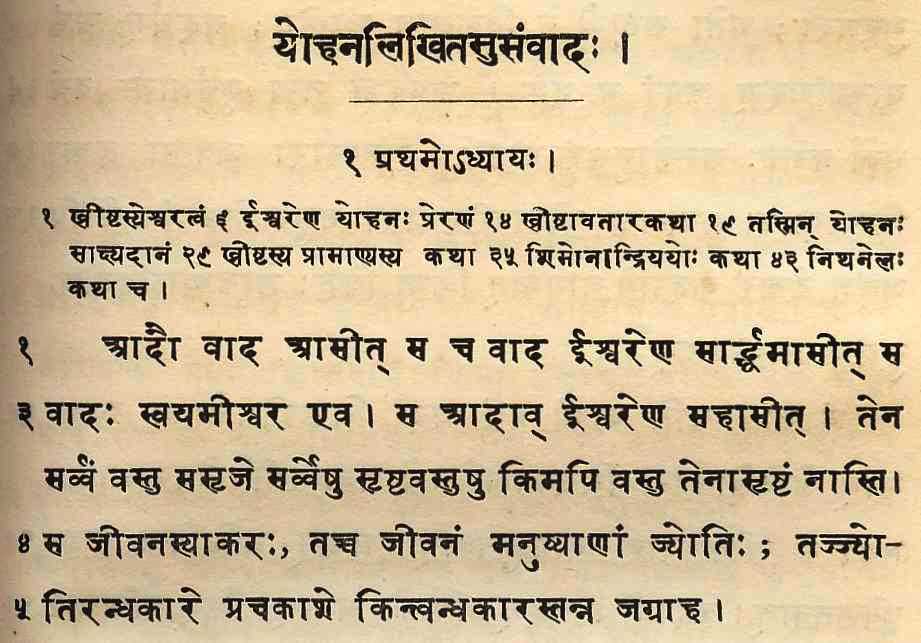 योहनलिखितसुसंवादः ।
१ प्रथमोऽध्यायः ।
१ ख्रीष्टस्येश्वरत्वं ६ ईश्वरेण योहनः प्रेरणं १४ ख्रीष्टावतारकथा १९ तस्मिन् योहनः
साक्ष्यदानं २९ ख्रीष्टस्य प्रामाण्यस्य कथा ३५ शिमोनान्द्रिययोः कथा ४३ निथनेलः
कथा च ।
१ आदौ वाद आसीत् स च वाद ईश्वरेण सार्द्धमासीत् स
३ वादः स्वयमीश्वर एव । स आदाव् ईश्वरेण सहासीत् । तेन
सर्व्वं वस्तु ससृजे सर्व्वेषु सृष्टवस्तुषु किमपि वस्तु तेनासृष्टं नास्ति।
४ स जीवनस्याकरः, तच्च जीवनं मनुष्याणां ज्योतिः ; तज्ज्यो-
५ तिरन्धकारे प्रचकाशे किन्त्वन्धकारस्तन्न जग्राह ।